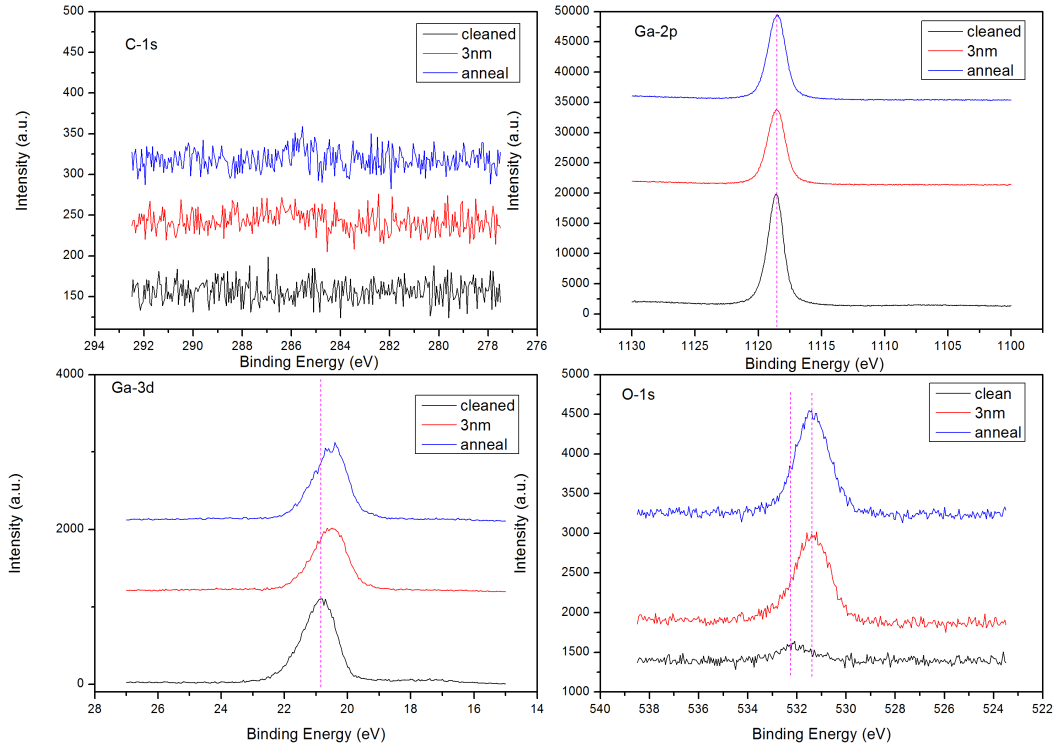 C-1s
cleaned
3nm
anneal
500
450
400
350
300
250
200
150
294 292 290 288 286 284 282 280 278 276
Binding Energy (eV)
Intensity (a.u.)
Ga-2p
cleaned
3nm
anneal
50000
45000
40000
35000
30000
25000
20000
15000
10000
5000
0
1130 1125 1120 1115 1110 1105 1100
Binding Energy (eV)
Intensity (a.u.)
Ga-3d
cleaned
3nm
anneal
4000
2000
0
28 26 24 22 20 18 16 14
Binding Energy (eV)
Intensity (a.u.)
O-1s
clean
3nm
anneal
5000
4500
4000
3500
3000
2500
2000
1500
1000
540 538 536 534 532 530 528 526 524 522
Binding Energy (eV)
Intensity (a.u.)